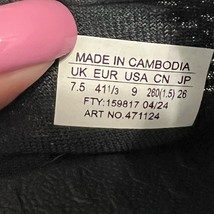 MADE IN CAMBODIA
UK EUR USA CN JP
7.5 41 1/3 9 260(1.5) 26
FTY:159817 04/24
ART NO.471124